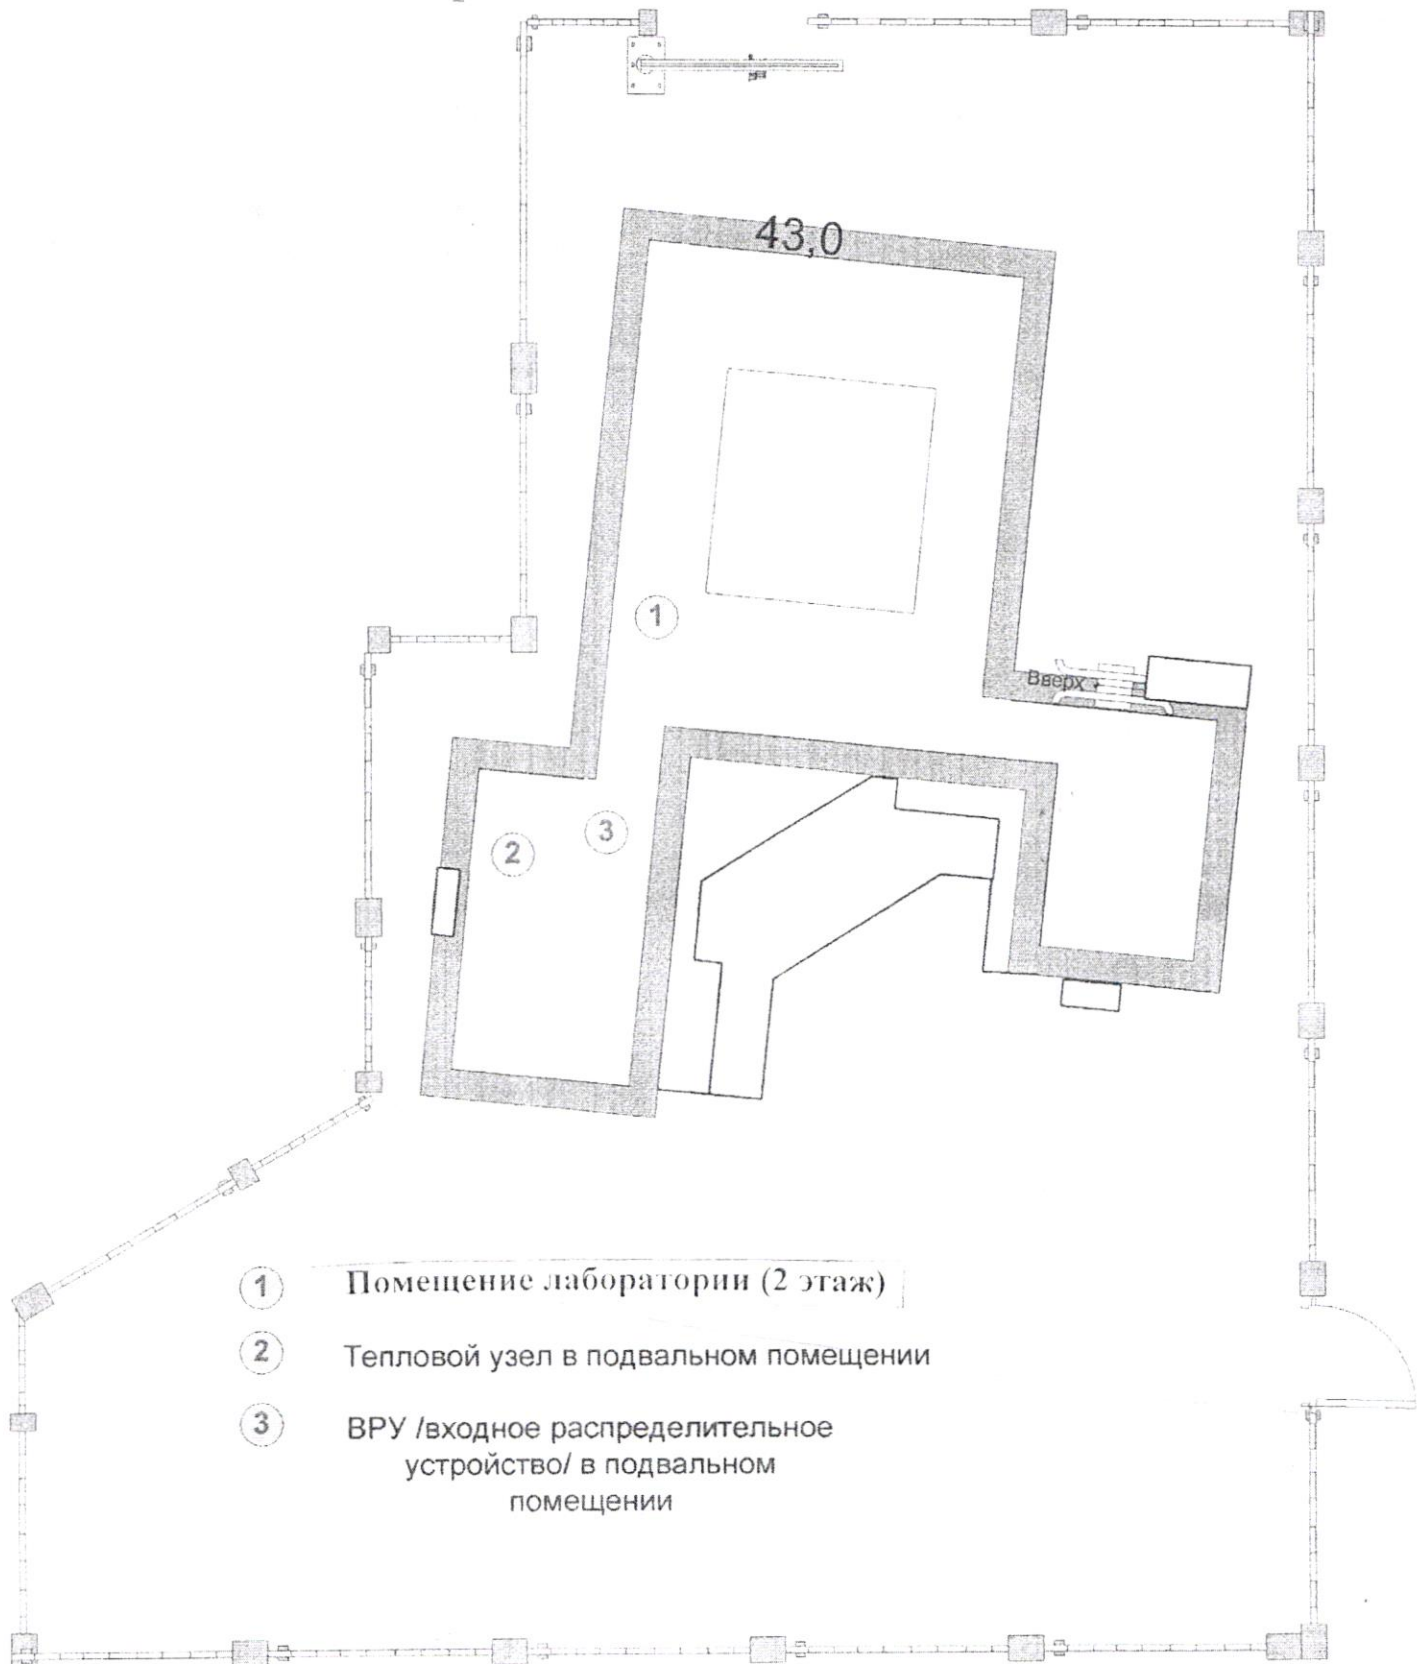 43,0
1
Вверх
3
2
1 Помещение лаборатории (2 этаж)
2 Тепловой узел в подвальном помещении
3 ВРУ /входное распределительное
устройство/ в подвальном
помещении